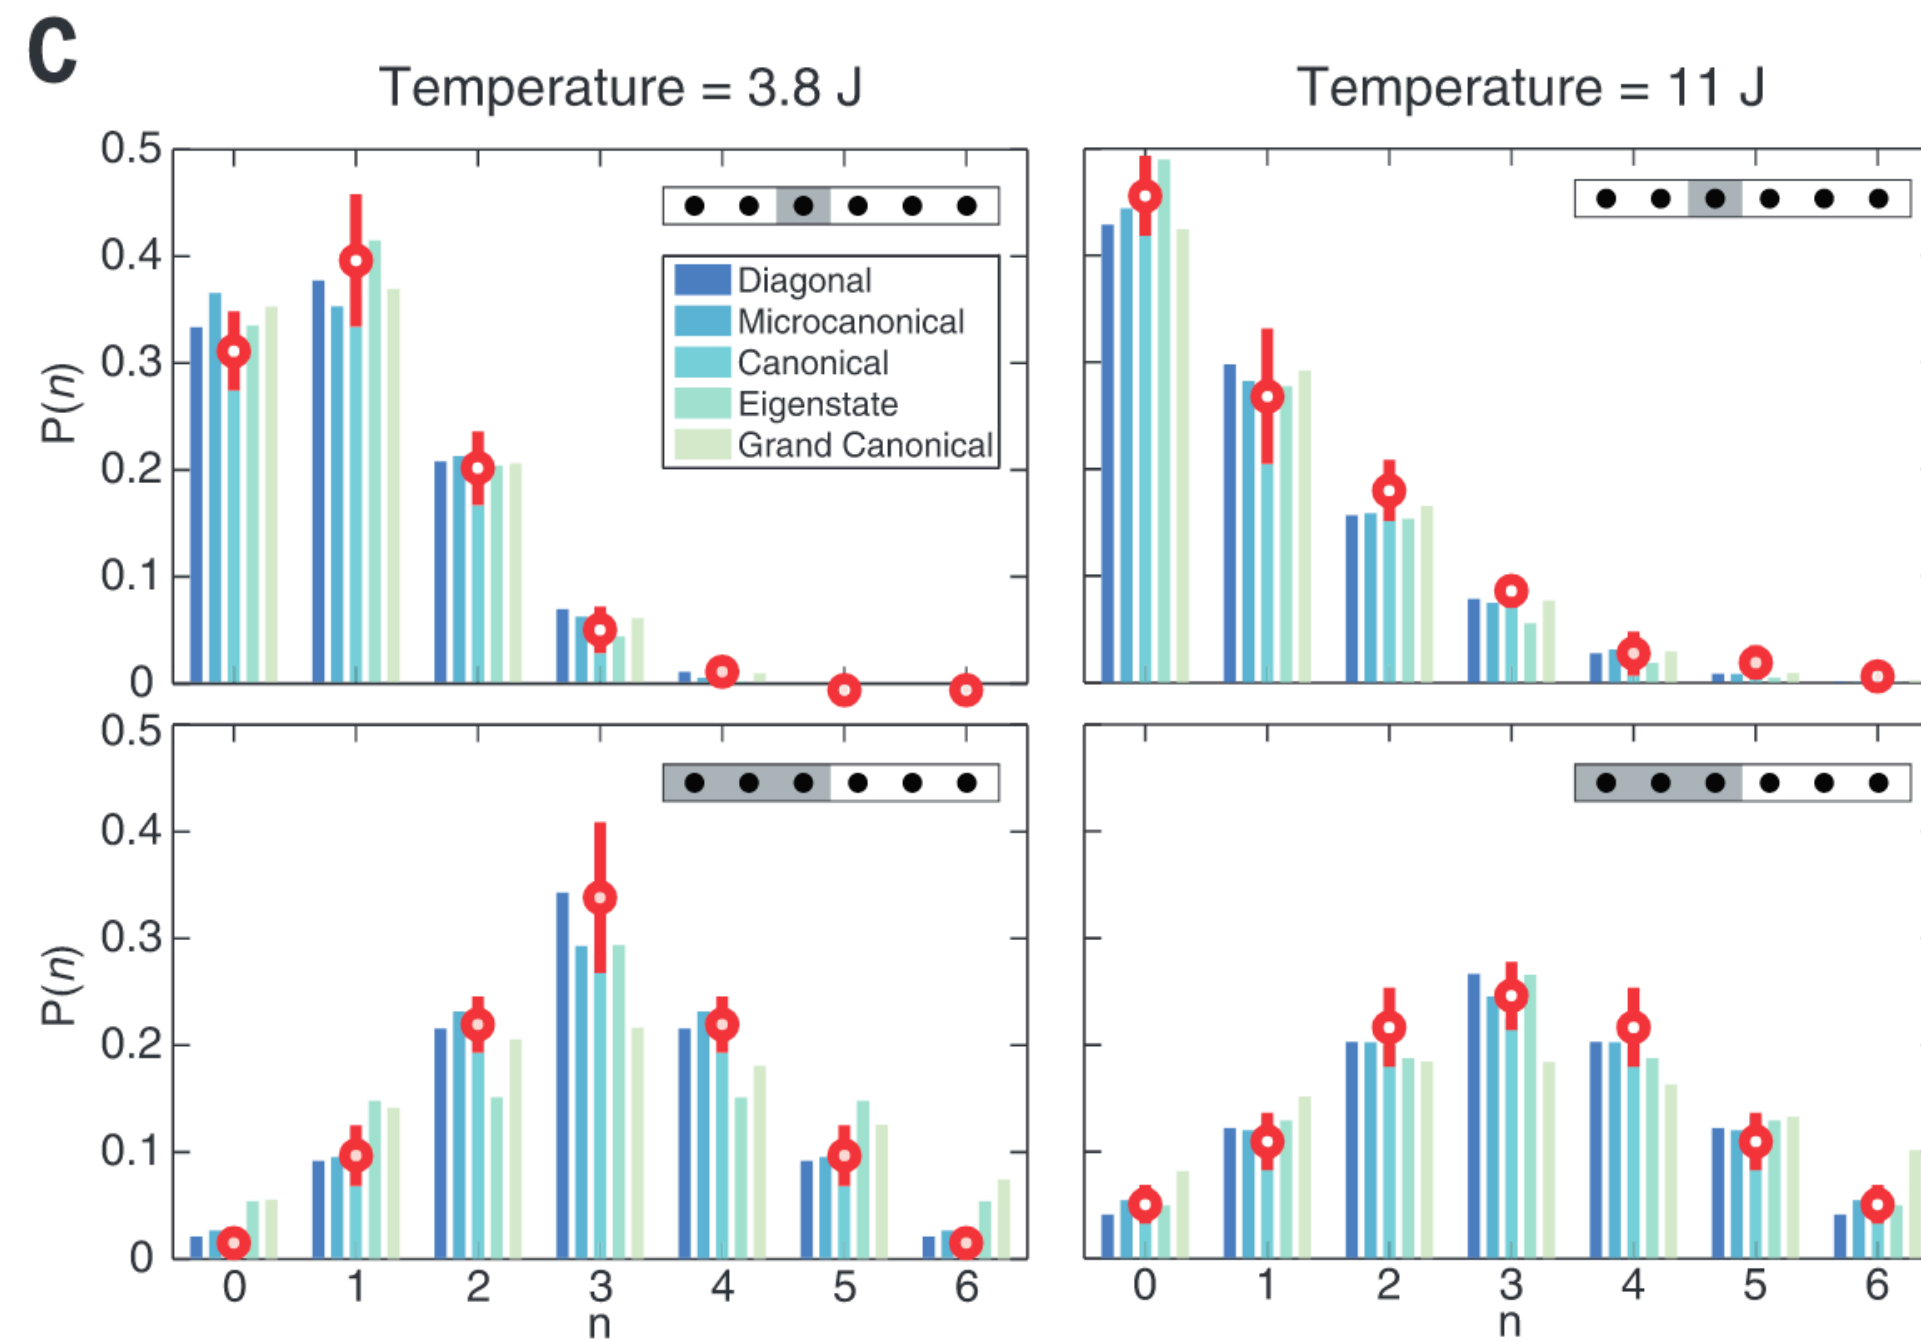 C
Temperature = 3.8 J
Temperature = 11 J
0.5
0.4
0.3
0.2
0.1
0
P(n)
Diagonal
Microcanonical
Canonical
Eigenstate
Grand Canonical
0.5
0.4
0.3
0.2
0.1
0
P(n)
0 1 2 3 4 5 6
n
0 1 2 3 4 5 6
n